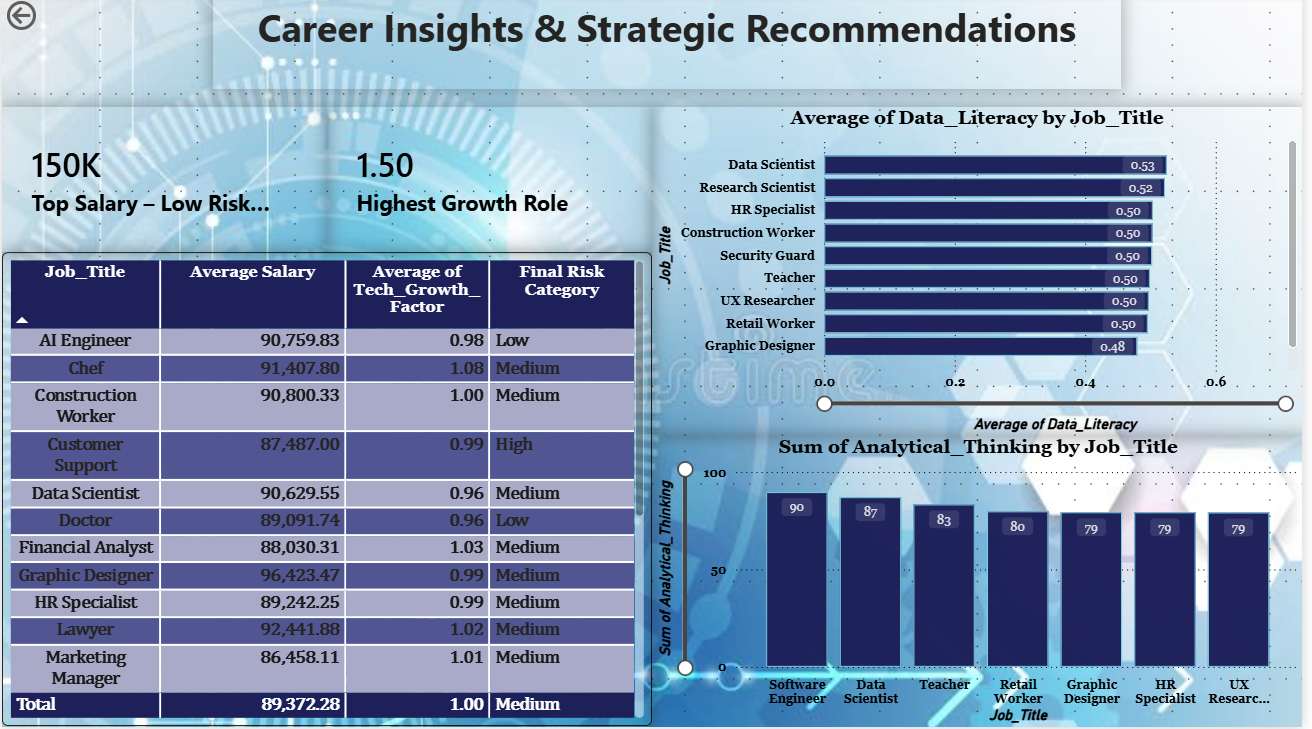 Career Insights & Strategic Recommendations
150K
Top Salary – Low Risk...
1.50
Highest Growth Role
Job_Title
Average Salary
Average of
Tech_Growth_
Factor
Final Risk
Category
AI Engineer 90,759.83 0.98 Low
Chef 91,407.80 1.08 Medium
Construction
Worker 90,800.33 1.00 Medium
Customer
Support 87,487.00 0.99 High
Data Scientist 90,629.55 0.96 Medium
Doctor 89,091.74 0.96 Low
Financial Analyst 88,030.31 1.03 Medium
Graphic Designer 96,423.47 0.99 Medium
HR Specialist 89,242.25 0.99 Medium
Lawyer 92,441.88 1.02 Medium
Marketing
Manager 86,458.11 1.01 Medium
Total 89,372.28 1.00 Medium
Average of Data_Literacy by Job_Title
Job_Title
Data Scientist 0.53
Research Scientist 0.52
HR Specialist 0.50
Construction Worker 0.50
Security Guard 0.50
Teacher 0.50
UX Researcher 0.50
Retail Worker 0.50
Graphic Designer 0.48
0.0 0.2 0.4 0.6
Average of Data_Literacy
Sum of Analytical_Thinking by Job_Title
Sum of Analytical_Thinking
100
50
0
90 87 83 80 79 79 79
Software
Engineer
Data
Scientist
Teacher
Retail
Worker
Graphic
Designer
HR
Specialist
UX
Researc...
Job_Title